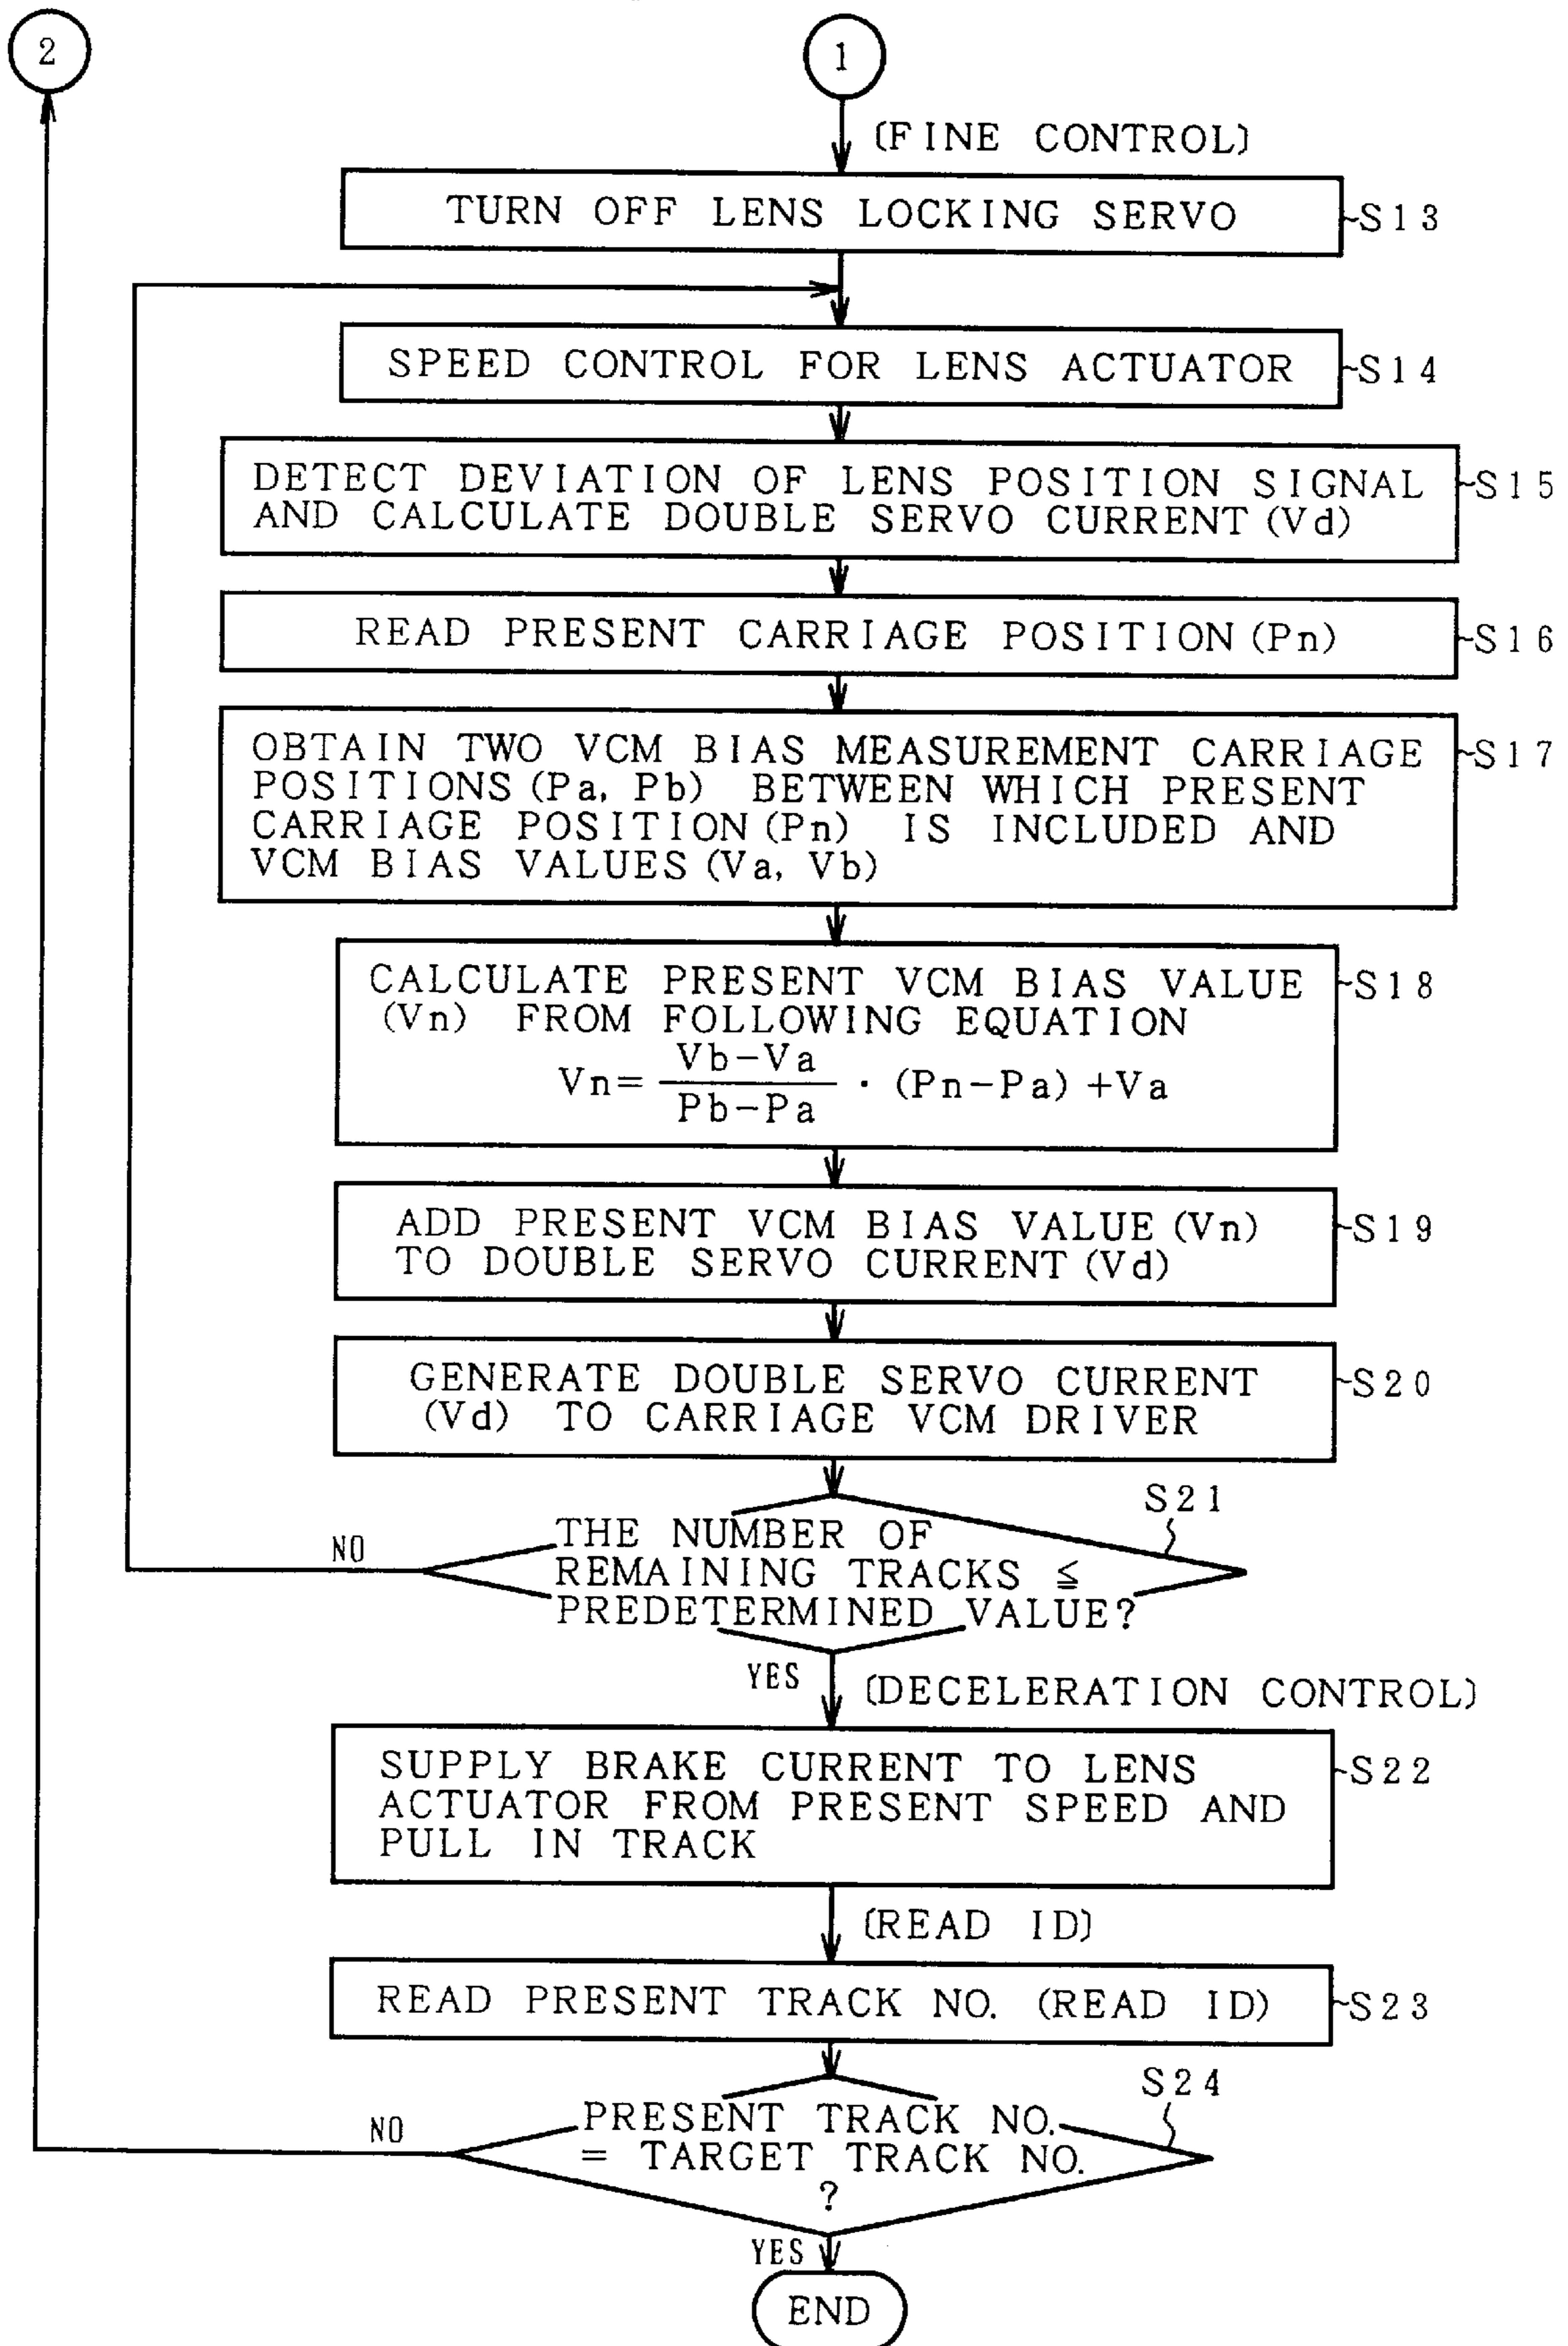 2
1
(FINE CONTROL)
TURN OFF LENS LOCKING SERVO
S13
SPEED CONTROL FOR LENS ACTUATOR
S14
DETECT DEVIATION OF LENS POSITION SIGNAL
AND CALCULATE DOUBLE SERVO CURRENT (Vd)
S15
READ PRESENT CARRIAGE POSITION (Pn)
S16
OBTAIN TWO VCM BIAS MEASUREMENT CARRIAGE
POSITIONS (Pa, Pb) BETWEEN WHICH PRESENT
CARRIAGE POSITION (Pn) IS INCLUDED AND
VCM BIAS VALUES (Va, Vb)
S17
CALCULATE PRESENT VCM BIAS VALUE
(Vn) FROM FOLLOWING EQUATION
Vb-Va
Vn= · (Pn-Pa) +Va
Pb-Pa
S18
ADD PRESENT VCM BIAS VALUE (Vn)
TO DOUBLE SERVO CURRENT (Vd)
S19
GENERATE DOUBLE SERVO CURRENT
(Vd) TO CARRIAGE VCM DRIVER
S20
S21
THE NUMBER OF
REMAINING TRACKS ≦
PREDETERMINED VALUE?
NO
YES
(DECELERATION CONTROL)
SUPPLY BRAKE CURRENT TO LENS
ACTUATOR FROM PRESENT SPEED AND
PULL IN TRACK
S22
(READ ID)
READ PRESENT TRACK NO. (READ ID)
S23
S24
PRESENT TRACK NO.
= TARGET TRACK NO.
?
NO
YES
END